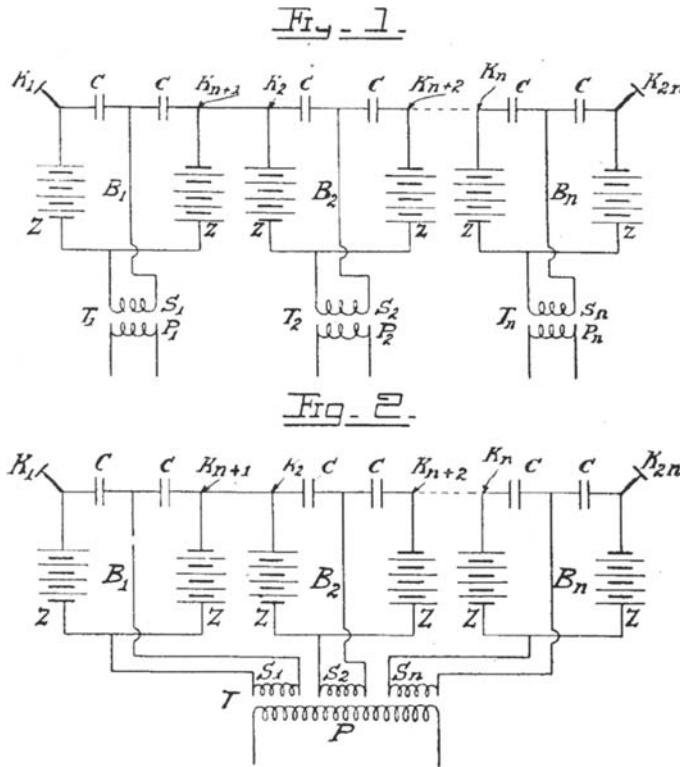 Fig. 1.
K1 C C Kn+1 K2 C C Kn+2 Kn C C K2n
B1 B2 Bn
Z Z Z Z Z Z
T1 S1 T2 S2 Tn Sn
P1 P2 Pn
Fig. 2.
K1 C C Kn+1 K2 C C Kn+2 Kn C C K2n
B1 B2 Bn
Z Z Z Z Z Z
S1 S2 Sn
T
P